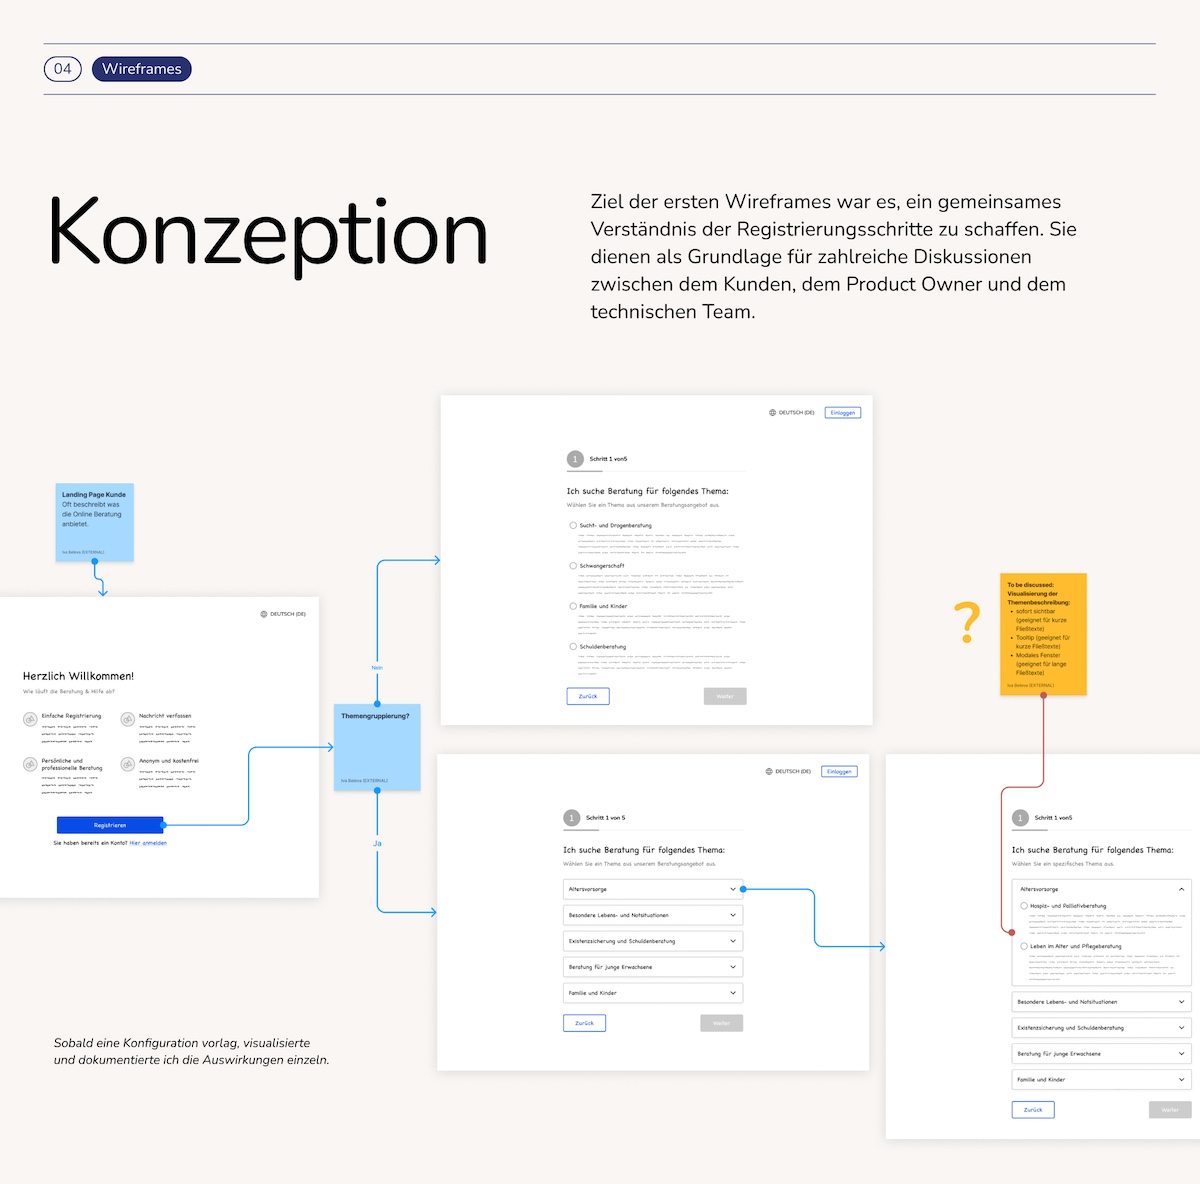 04 Wireframes
Konzeption
Ziel der ersten Wireframes war es, ein gemeinsames
Verständnis der Registrierungsschritte zu schaffen. Sie
dienen als Grundlage für zahlreiche Diskussionen
zwischen dem Kunden, dem Product Owner und dem
technischen Team.
Landing Page Kunde
Oft beschreibt was
die Online Beratung
anbietet.
Iva Beleva (EXTERNAL)
DEUTSCH (DE)
Herzlich Willkommen!
Wie läuft die Beratung & Hilfe ab?
Einfache Registrierung
Nachricht verfassen
Persönliche und
professionelle Beratung
Anonym und kostenfrei
Registrieren
Sie haben bereits ein Konto? Hier anmelden
Nein
Themengruppierung?
Iva Beleva (EXTERNAL)
Ja
DEUTSCH (DE) Einloggen
1 Schritt 1 von5
Ich suche Beratung für folgendes Thema:
Wählen Sie ein Thema aus unserem Beratungsangebot aus.
Sucht- und Drogenberatung
Schwangerschaft
Familie und Kinder
Schuldenberatung
Zurück Weiter
DEUTSCH (DE) Einloggen
1 Schritt 1 von 5
Ich suche Beratung für folgendes Thema:
Wählen Sie ein Thema aus unserem Beratungsangebot aus.
Altersvorsorge
Besondere Lebens- und Notsituationen
Existenzsicherung und Schuldenberatung
Beratung für junge Erwachsene
Familie und Kinder
Zurück Weiter
?
To be discussed:
Visualisierung der
Themenbeschreibung:
• sofort sichtbar
(geeignet für kurze
Fließtexte)
• Tooltip (geeignet für
kurze Fließtexte)
• Modales Fenster
(geeignet für lange
Fließtexte)
Iva Beleva (EXTERNAL)
1 Schritt 1 von5
Ich suche Beratung für folgendes Thema:
Wählen Sie ein spezifisches Thema aus.
Altersvorsorge
Hospiz- und Palliativberatung
Leben im Alter und Pflegeberatung
Besondere Lebens- und Notsituationen
Existenzsicherung und Schuldenberatung
Beratung für junge Erwachsene
Familie und Kinder
Zurück Weiter
Sobald eine Konfiguration vorlag, visualisierte
und dokumentierte ich die Auswirkungen einzeln.